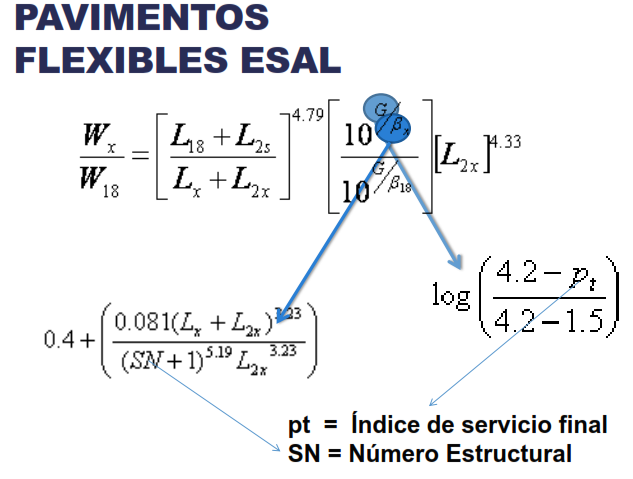 PAVIMENTOS
FLEXIBLES ESAL
W_x / W_18 = [ (L_18 + L_2s) / (L_x + L_2x) ]^4.79 [ 10^(G/β_x) / 10^(G/β_18) ] [L_2x]^4.33
log( (4.2 − p_t) / (4.2 − 1.5) )
0.4 + ( 0.081(L_x + L_2x)^3.23 / ((SN + 1)^5.19 L_2x^3.23) )
pt = Índice de servicio final
SN = Número Estructural